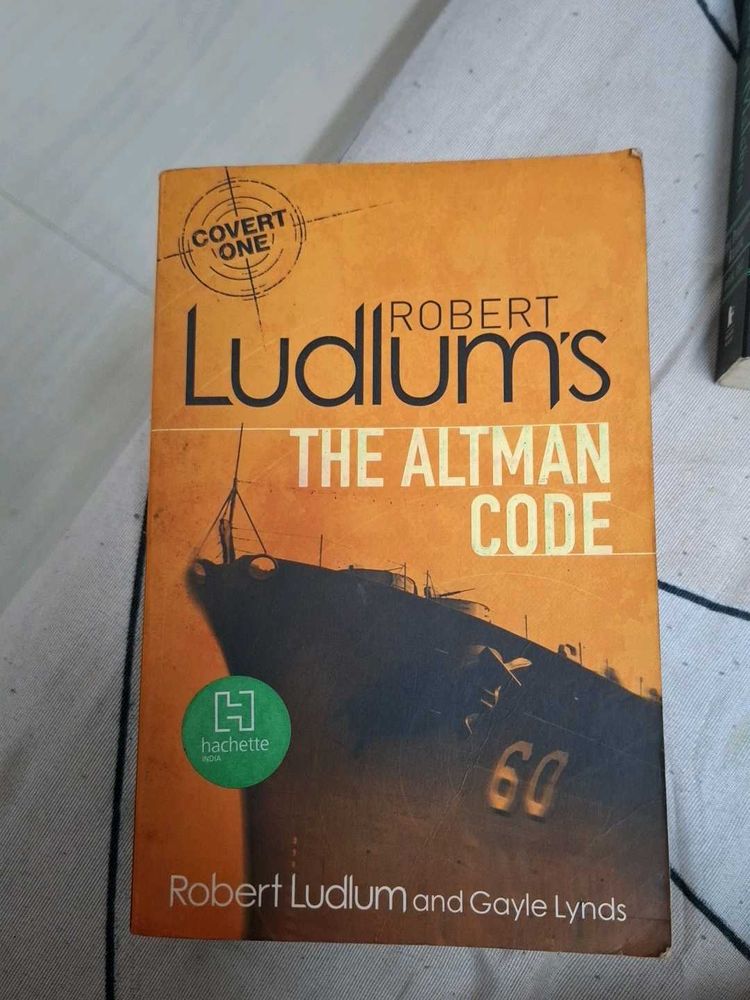 COVERT
ONE
ROBERT
Ludlum's
THE ALTMAN
CODE
hachette
INDIA
60
Robert Ludlum and Gayle Lynds